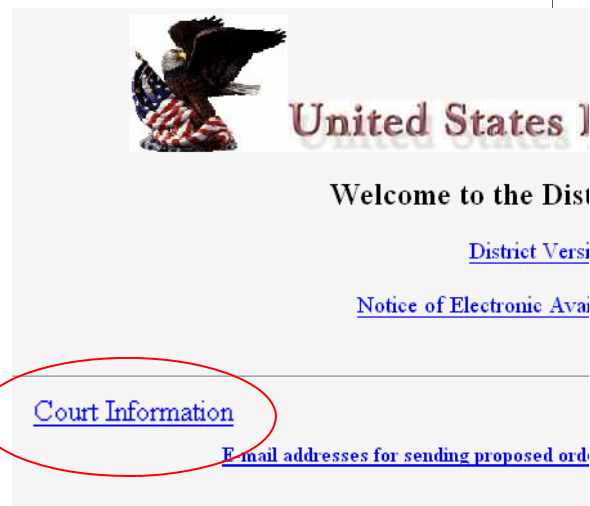 United States
Welcome to the Dist
District Versi
Notice of Electronic Avai
Court Information
E-mail addresses for sending proposed orde